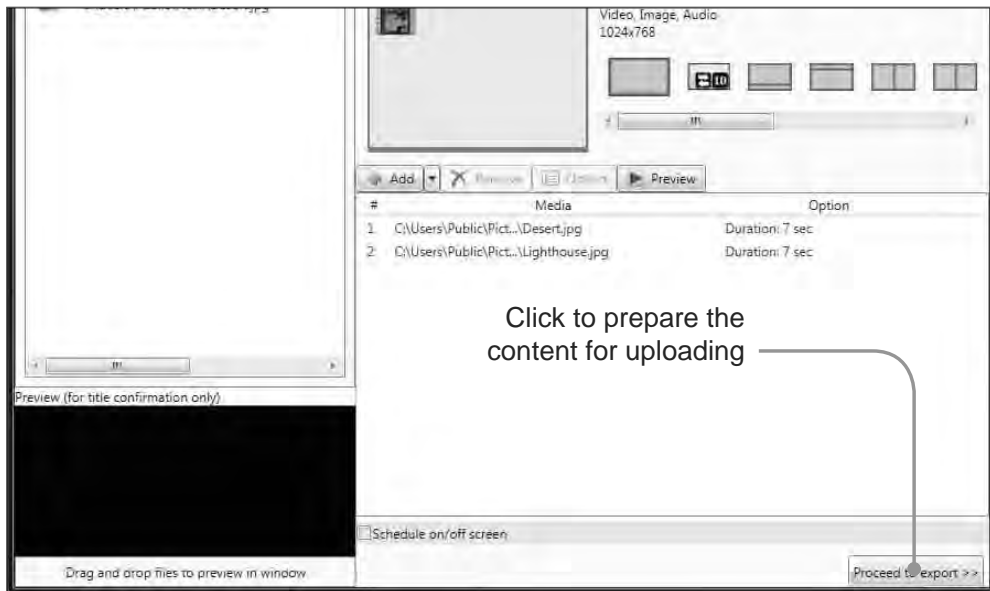 Video, Image, Audio
1024x768
Add
Preview
# Media Option
1 C:\Users\Public\Pict...\Desert.jpg Duration: 7 sec
2 C:\Users\Public\Pict...\Lighthouse.jpg Duration: 7 sec
Click to prepare the
content for uploading
Preview (for title confirmation only)
Drag and drop files to preview in window
Schedule on/off screen
Proceed to export >>